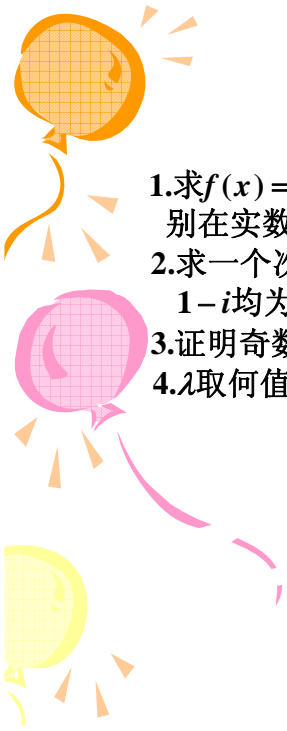 1.求f(x)=
别在实数
2.求一个次
1-i均为
3.证明奇数
4.λ取何值